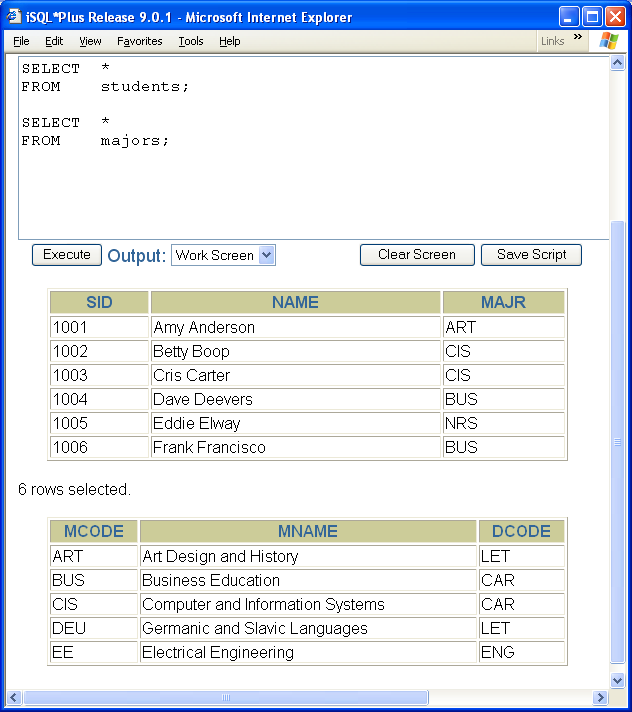 iSQL*Plus Release 9.0.1 - Microsoft Internet Explorer
File Edit View Favorites Tools Help Links »
SELECT *
FROM students;
SELECT *
FROM majors;
Execute Output: Work Screen Clear Screen Save Script
SID NAME MAJR
1001 Amy Anderson ART
1002 Betty Boop CIS
1003 Cris Carter CIS
1004 Dave Deevers BUS
1005 Eddie Elway NRS
1006 Frank Francisco BUS
6 rows selected.
MCODE MNAME DCODE
ART Art Design and History LET
BUS Business Education CAR
CIS Computer and Information Systems CAR
DEU Germanic and Slavic Languages LET
EE Electrical Engineering ENG